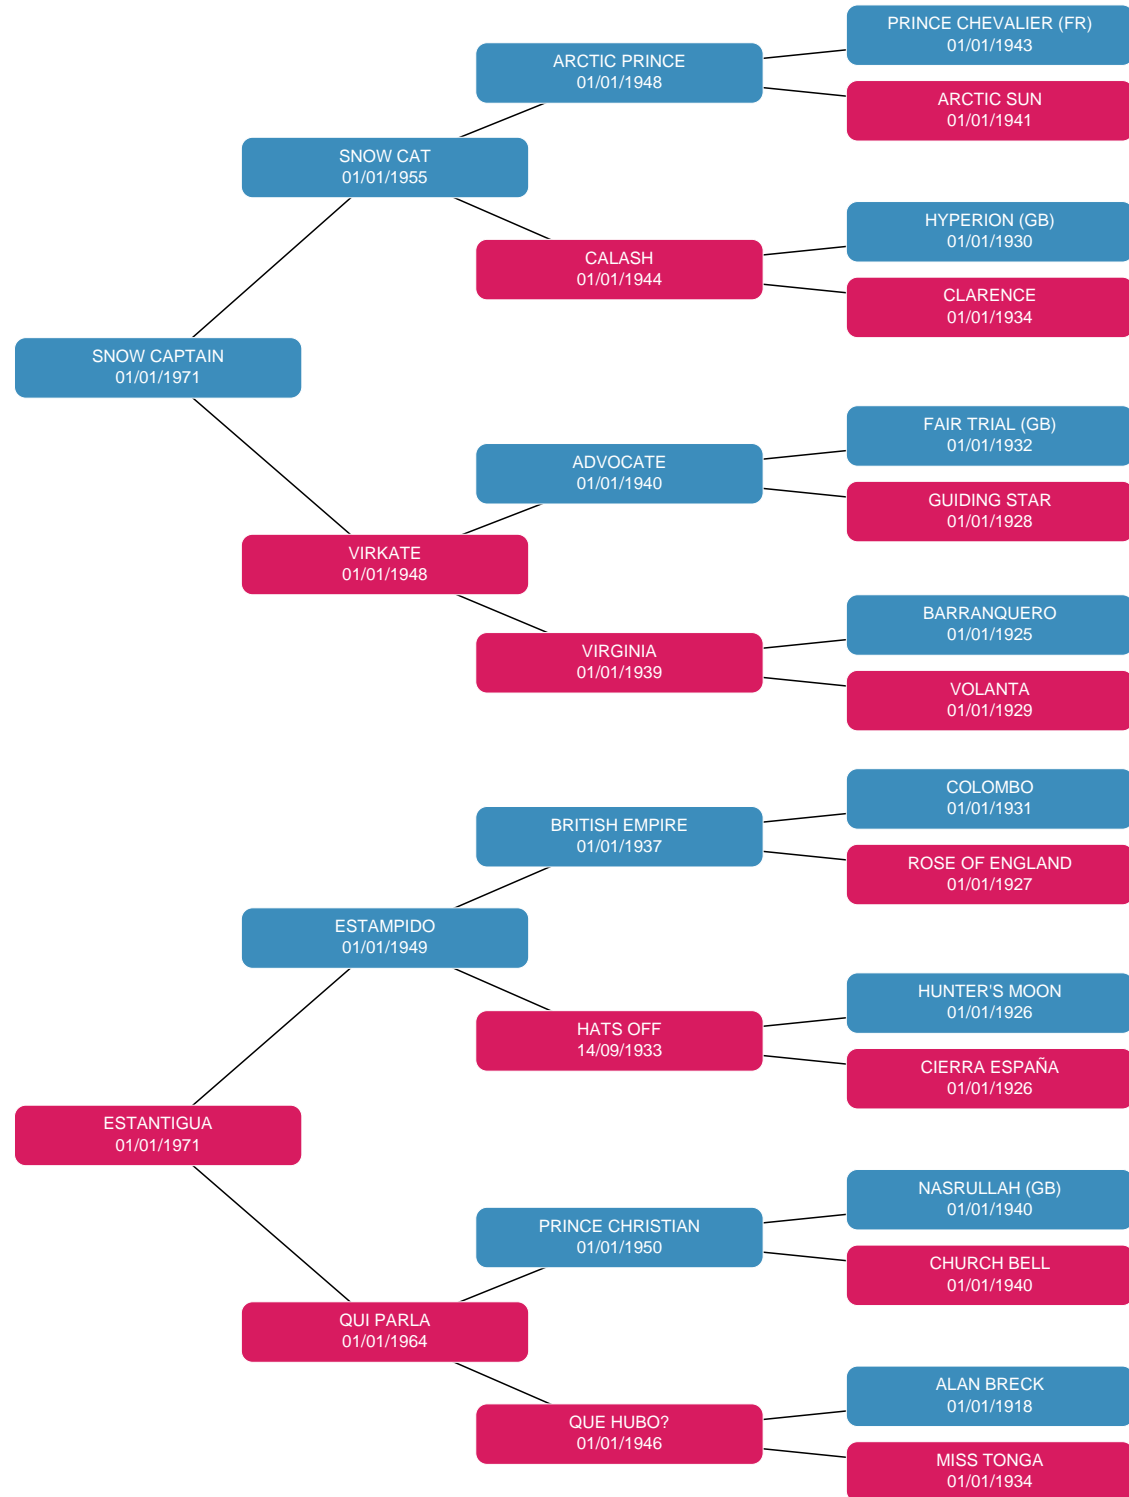 PRINCE CHEVALIER (FR)
01/01/1943
ARCTIC PRINCE
01/01/1948
ARCTIC SUN
01/01/1941
SNOW CAT
01/01/1955
HYPERION (GB)
01/01/1930
CALASH
01/01/1944
CLARENCE
01/01/1934
SNOW CAPTAIN
01/01/1971
FAIR TRIAL (GB)
01/01/1932
ADVOCATE
01/01/1940
GUIDING STAR
01/01/1928
VIRKATE
01/01/1948
BARRANQUERO
01/01/1925
VIRGINIA
01/01/1939
VOLANTA
01/01/1929
COLOMBO
01/01/1931
BRITISH EMPIRE
01/01/1937
ROSE OF ENGLAND
01/01/1927
ESTAMPIDO
01/01/1949
HUNTER'S MOON
01/01/1926
HATS OFF
14/09/1933
CIERRA ESPAÑA
01/01/1926
ESTANTIGUA
01/01/1971
NASRULLAH (GB)
01/01/1940
PRINCE CHRISTIAN
01/01/1950
CHURCH BELL
01/01/1940
QUI PARLA
01/01/1964
ALAN BRECK
01/01/1918
QUE HUBO?
01/01/1946
MISS TONGA
01/01/1934